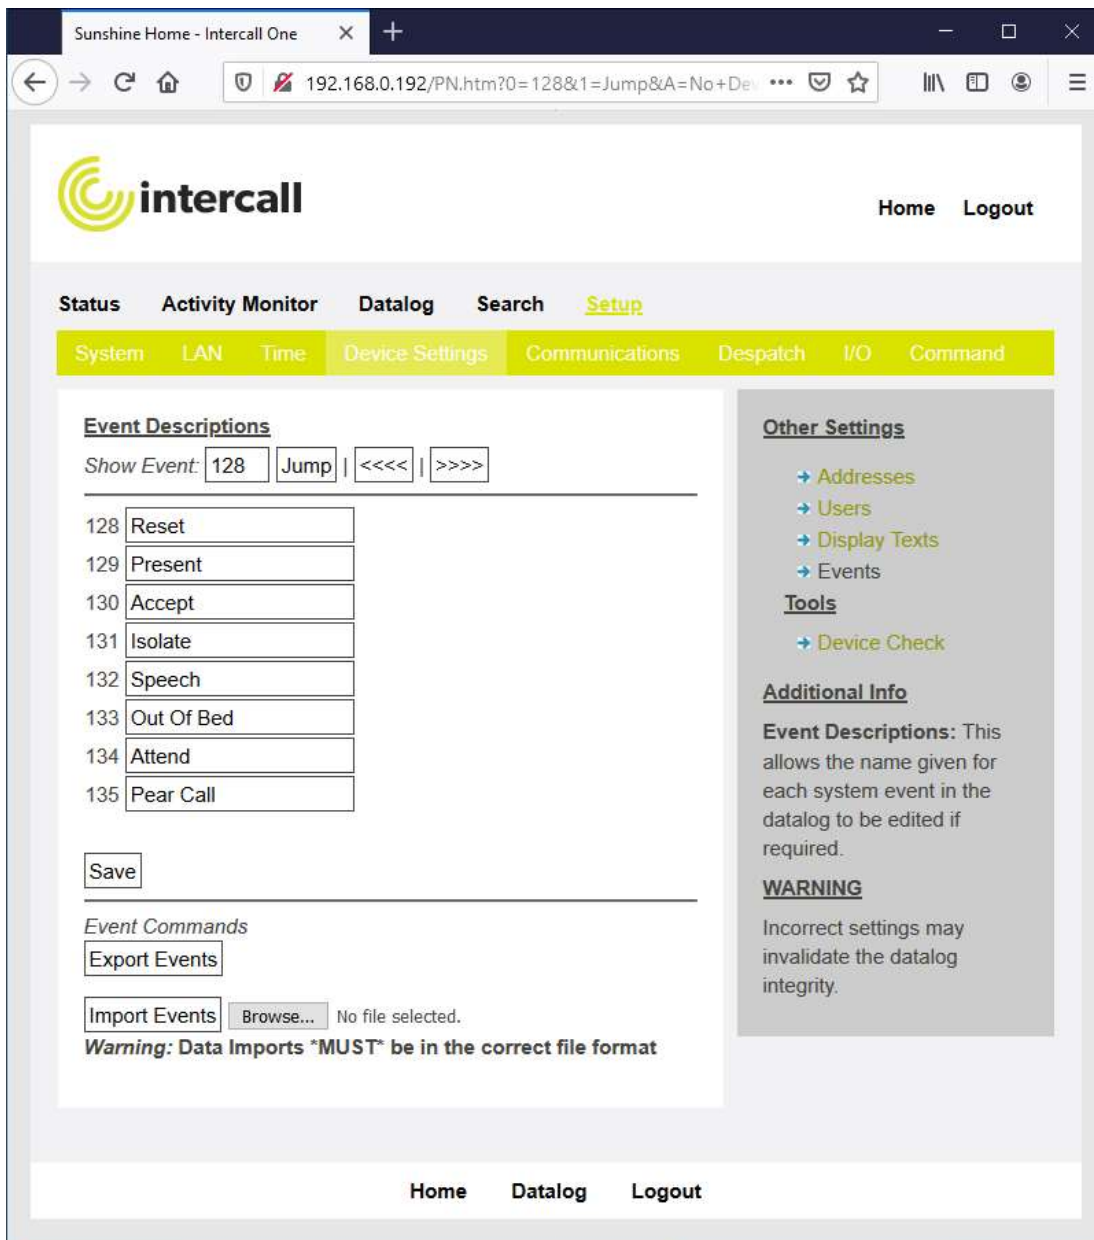 Sunshine Home - Intercall One
192.168.0.192/PN.htm?0=128&1=Jump&A=No+De
intercall
Home Logout
Status Activity Monitor Datalog Search Setup
System LAN Time Device Settings Communications Despatch I/O Command
Event Descriptions
Show Event: 128 Jump | <<<< | >>>>
128 Reset
129 Present
130 Accept
131 Isolate
132 Speech
133 Out Of Bed
134 Attend
135 Pear Call
Save
Event Commands
Export Events
Import Events Browse... No file selected.
Warning: Data Imports *MUST* be in the correct file format
Other Settings
Addresses
Users
Display Texts
Events
Tools
Device Check
Additional Info
Event Descriptions: This
allows the name given for
each system event in the
datalog to be edited if
required.
WARNING
Incorrect settings may
invalidate the datalog
integrity.
Home Datalog Logout